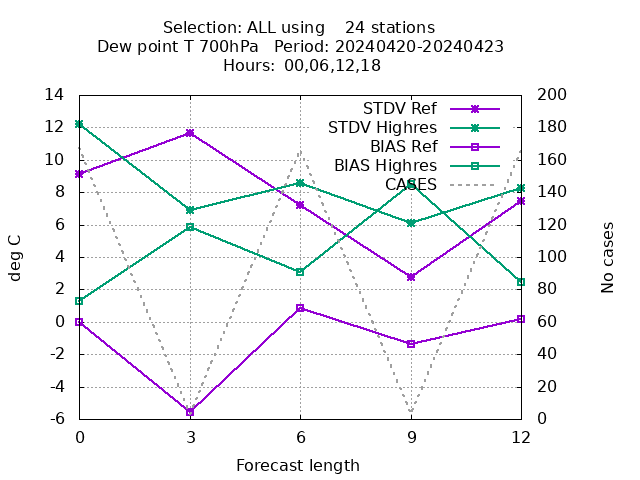 Selection: ALL using    24 stations
Dew point T 700hPa   Period: 20240420-20240423
Hours: 00,06,12,18
STDV Ref
STDV Highres
BIAS Ref
BIAS Highres
CASES
14
12
10
8
6
4
2
0
-2
-4
-6
deg C
200
180
160
140
120
100
80
60
40
20
0
No cases
0 3 6 9 12
Forecast length